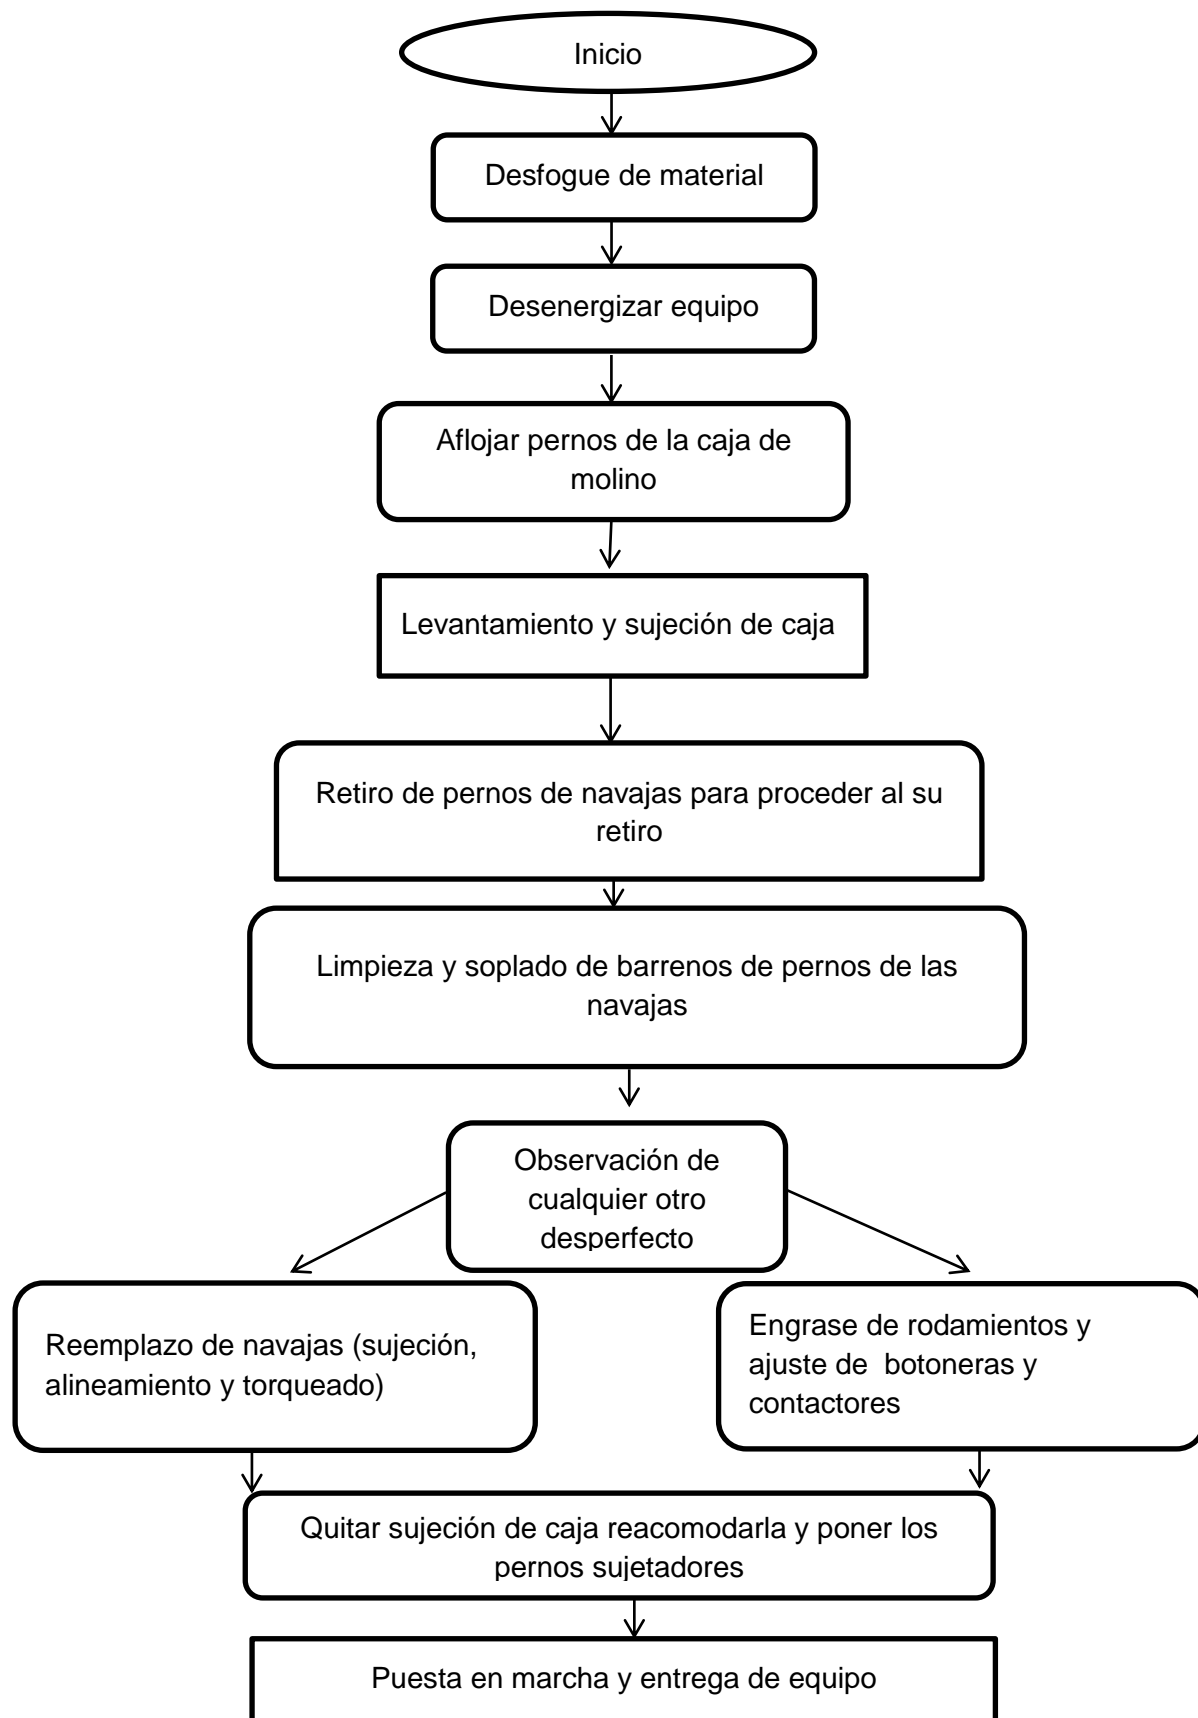 Inicio
Desfogue de material
Desenergizar equipo
Aflojar pernos de la caja de
molino
Levantamiento y sujeción de caja
Retiro de pernos de navajas para proceder al su
retiro
Limpieza y soplado de barrenos de pernos de las
navajas
Observación de
cualquier otro
desperfecto
Reemplazo de navajas (sujeción,
alineamiento y torqueado)
Engrase de rodamientos y
ajuste de  botoneras y
contactores
Quitar sujeción de caja reacomodarla y poner los
pernos sujetadores
Puesta en marcha y entrega de equipo